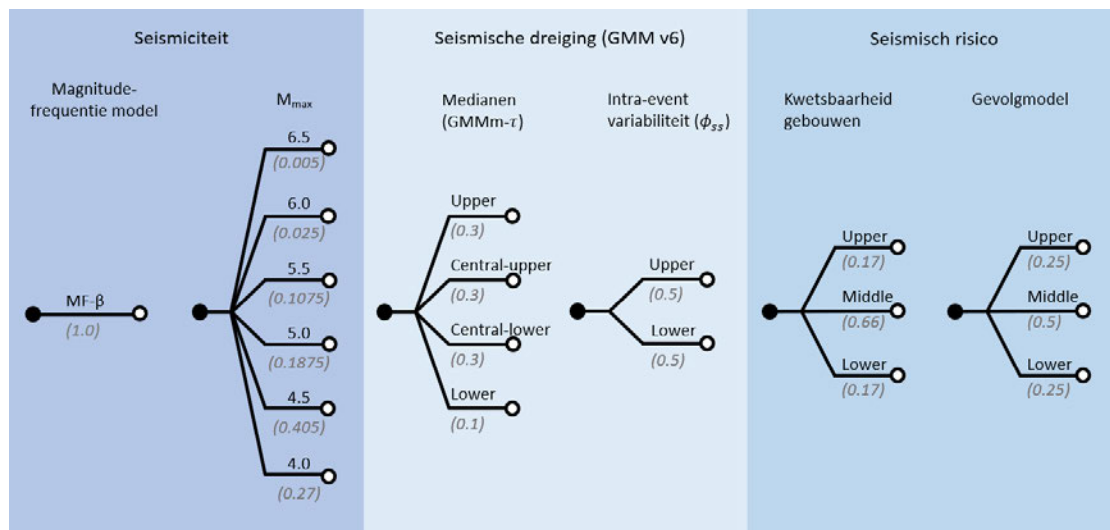 Seismiciteit
Magnitude-
frequentie model
MF-β
(1.0)
M_max
6.5
(0.005)
6.0
(0.025)
5.5
(0.1075)
5.0
(0.1875)
4.5
(0.405)
4.0
(0.27)
Seismische dreiging (GMM v6)
Medianen
(GMMm-τ)
Upper
(0.3)
Central-upper
(0.3)
Central-lower
(0.3)
Lower
(0.1)
Intra-event
variabiliteit (ϕ_ss)
Upper
(0.5)
Lower
(0.5)
Seismisch risico
Kwetsbaarheid
gebouwen
Upper
(0.17)
Middle
(0.66)
Lower
(0.17)
Gevolgmodel
Upper
(0.25)
Middle
(0.5)
Lower
(0.25)